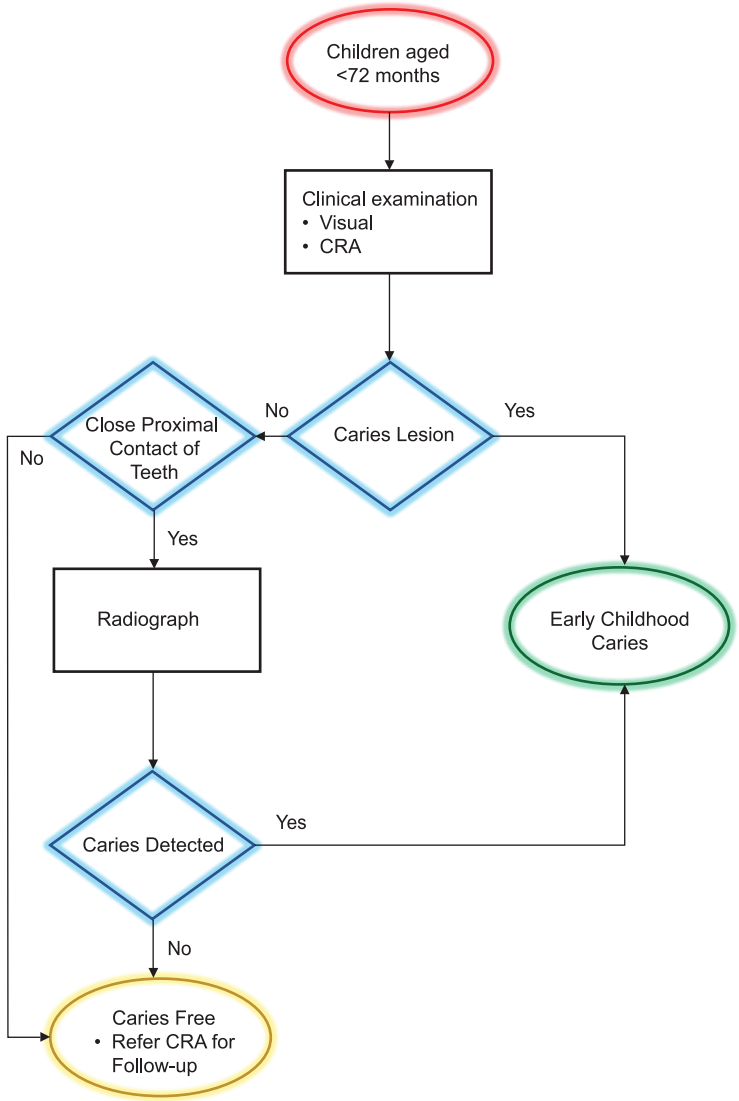 Children aged
<72 months
Clinical examination
• Visual
• CRA
Caries Lesion
No
Yes
Close Proximal
Contact of
Teeth
No
Yes
Radiograph
Early Childhood
Caries
Caries Detected
Yes
No
Caries Free
• Refer CRA for
Follow-up